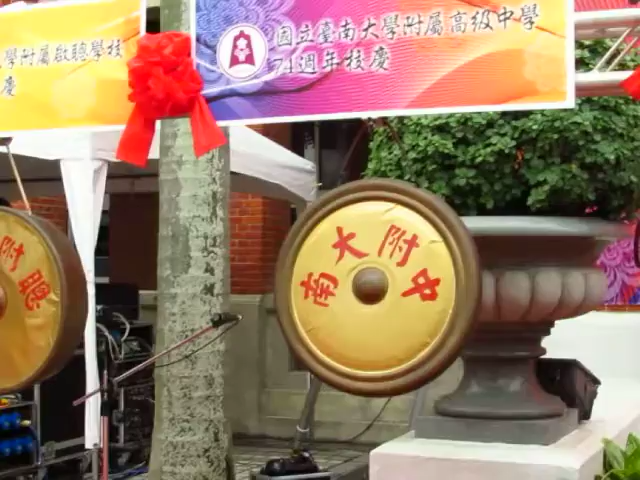 學附屬啟聰學校
慶
國立臺南大學附屬高級中學
74週年校慶
附聰
南大附中